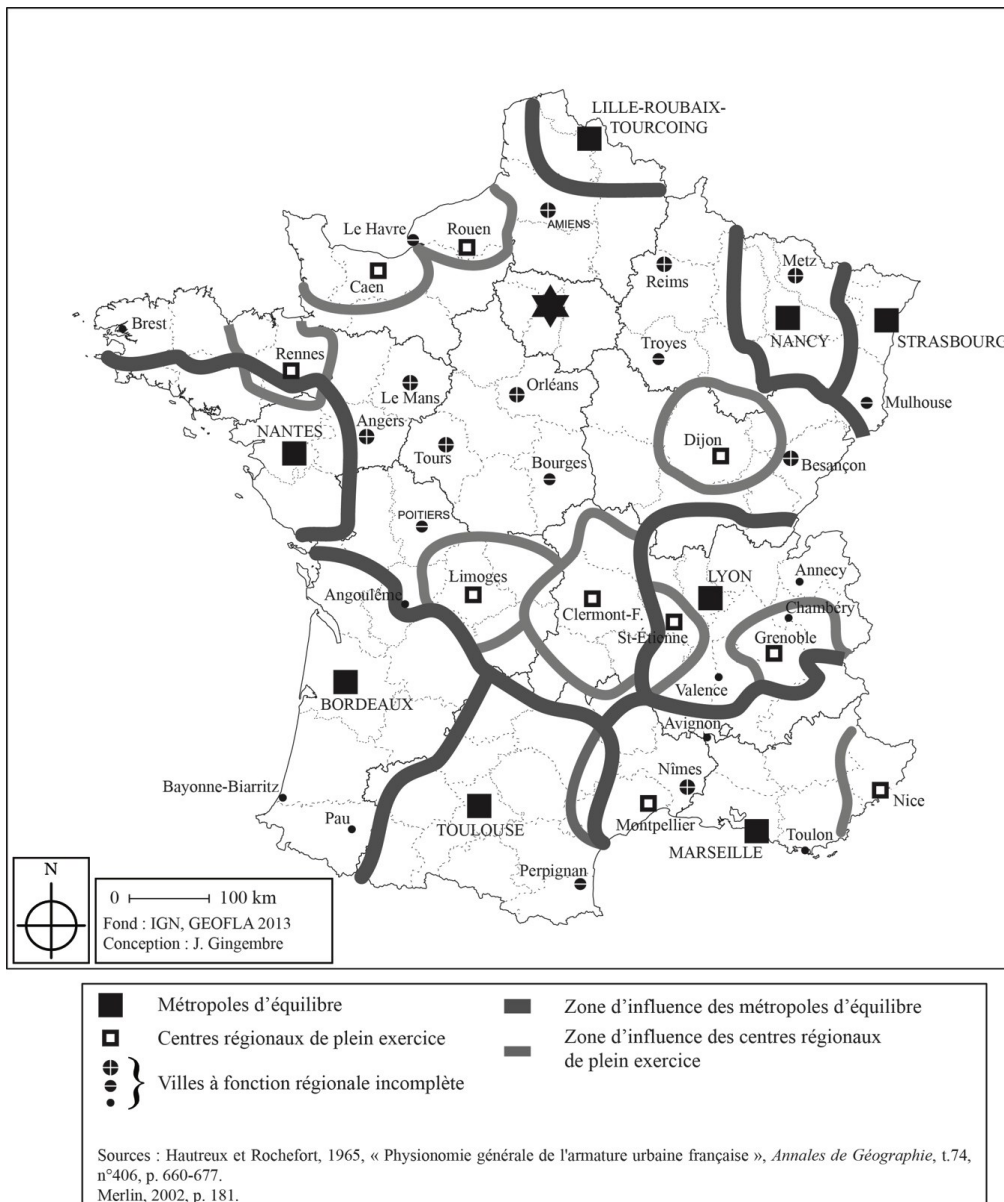 LILLE-ROUBAIX-
TOURCOING
AMIENS
Le Havre
Rouen
Caen
Reims
Metz
NANCY
STRASBOURG
Brest
Rennes
Le Mans
Orléans
Troyes
Mulhouse
NANTES
Angers
Tours
Bourges
Dijon
Besançon
POITIERS
Limoges
Clermont-F.
LYON
Annecy
Angoulême
St-Étienne
Chambéry
Grenoble
BORDEAUX
Valence
Avignon
Nîmes
Bayonne-Biarritz
Pau
TOULOUSE
Montpellier
MARSEILLE
Toulon
Nice
Perpignan
N
0 100 km
Fond : IGN, GEOFLA 2013
Conception : J. Gingembre
Métropoles d'équilibre
Centres régionaux de plein exercice
Villes à fonction régionale incomplète
Zone d'influence des métropoles d'équilibre
Zone d'influence des centres régionaux
de plein exercice
Sources : Hautreux et Rochefort, 1965, « Physionomie générale de l'armature urbaine française », Annales de Géographie, t.74,
n°406, p. 660-677.
Merlin, 2002, p. 181.